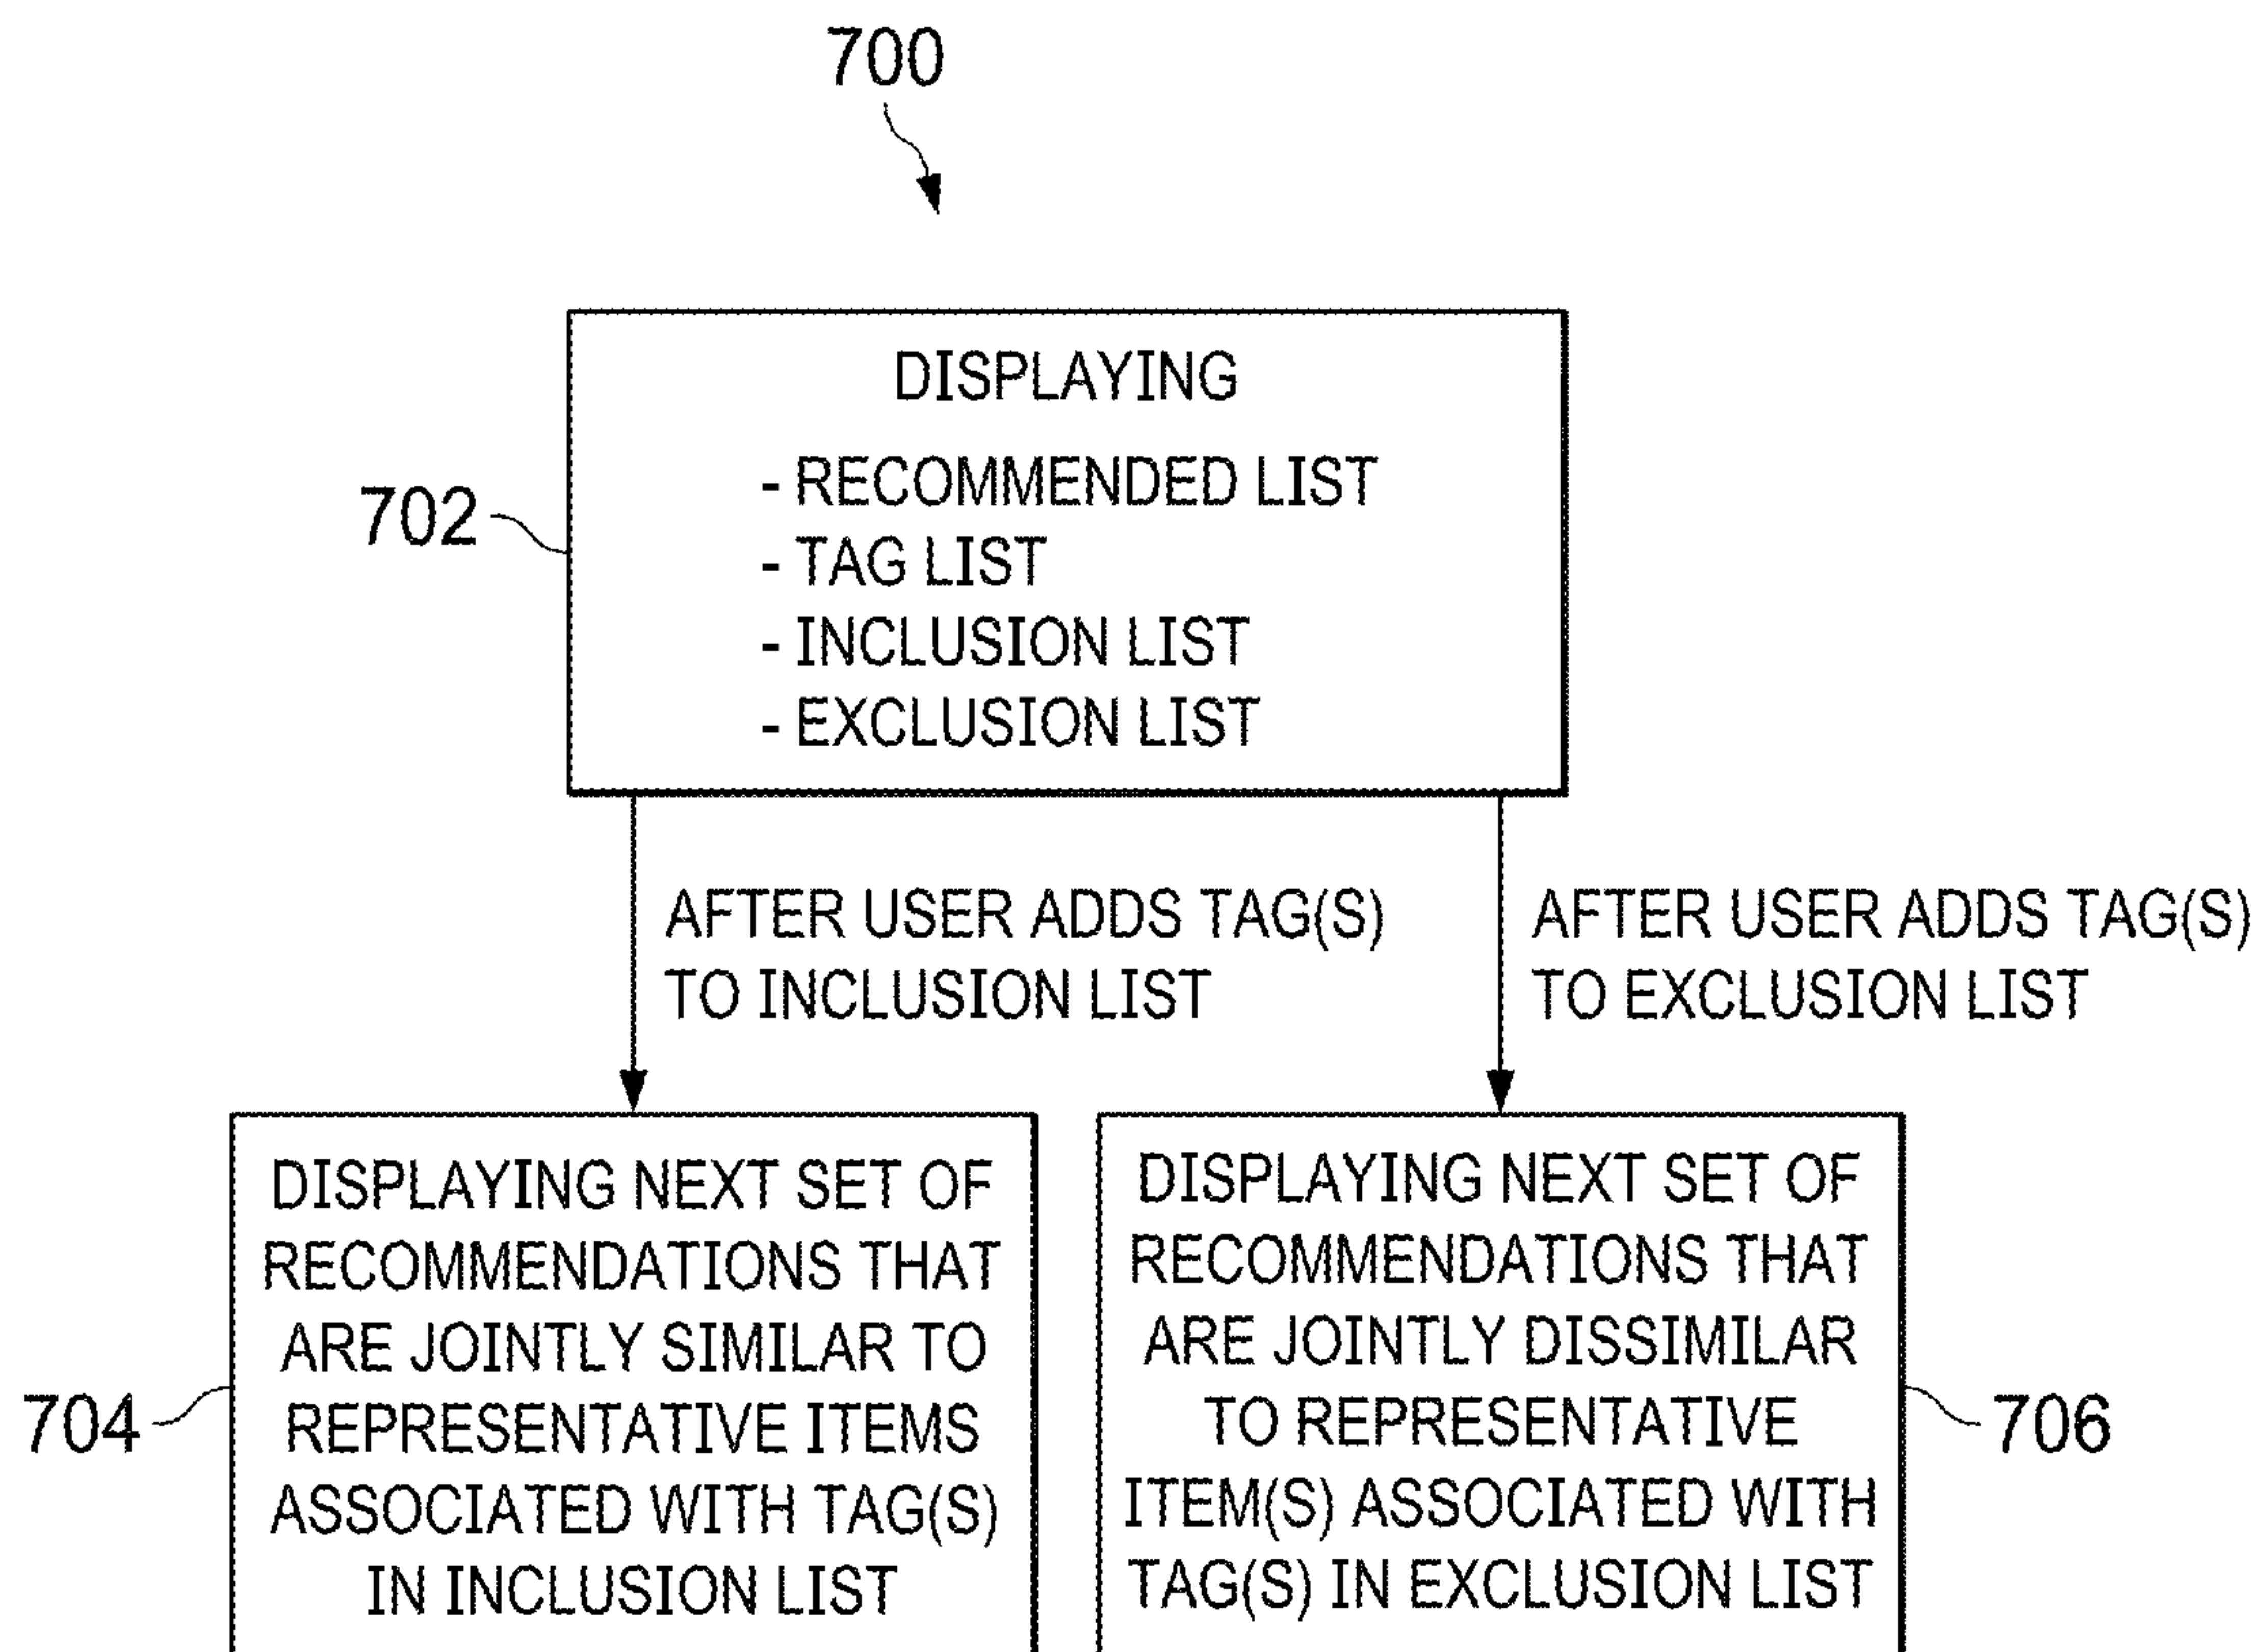 700
702
DISPLAYING
- RECOMMENDED LIST
- TAG LIST
- INCLUSION LIST
- EXCLUSION LIST
AFTER USER ADDS TAG(S)
TO INCLUSION LIST
AFTER USER ADDS TAG(S)
TO EXCLUSION LIST
704
DISPLAYING NEXT SET OF
RECOMMENDATIONS THAT
ARE JOINTLY SIMILAR TO
REPRESENTATIVE ITEMS
ASSOCIATED WITH TAG(S)
IN INCLUSION LIST
DISPLAYING NEXT SET OF
RECOMMENDATIONS THAT
ARE JOINTLY DISSIMILAR
TO REPRESENTATIVE
ITEM(S) ASSOCIATED WITH
TAG(S) IN EXCLUSION LIST
706